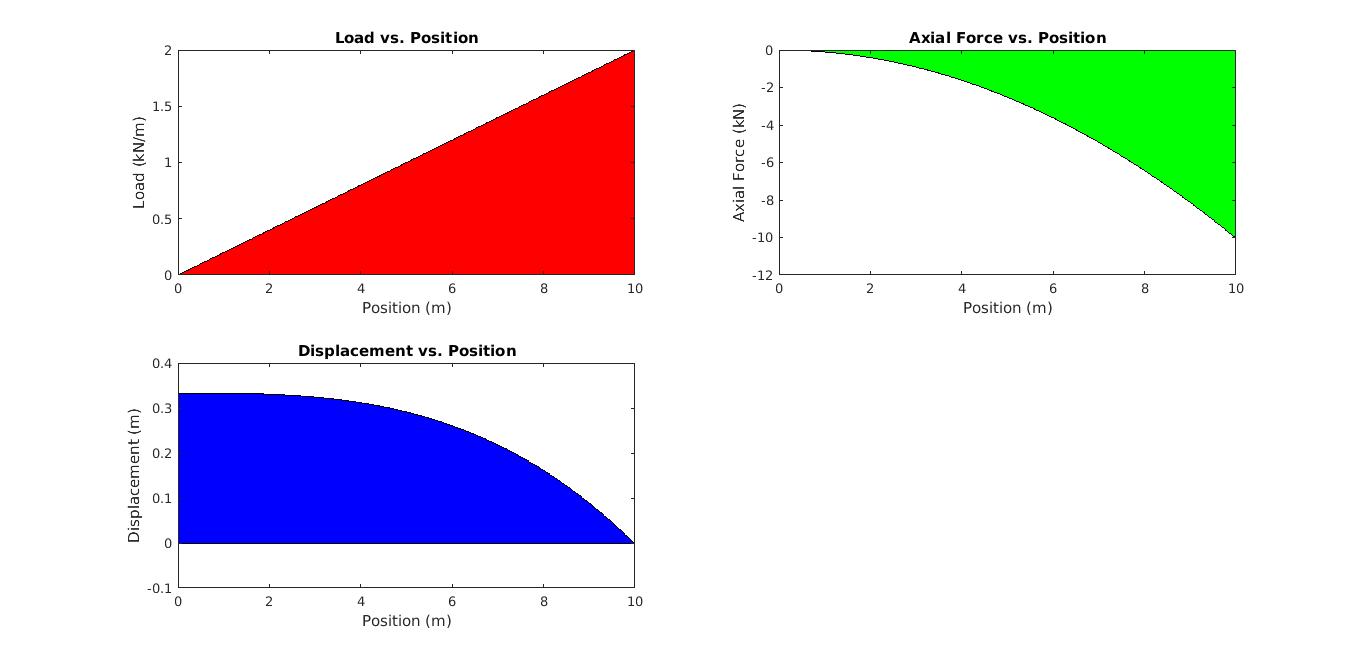 Load vs. Position
2
1.5
1
0.5
0
Load (kN/m)
0 2 4 6 8 10
Position (m)
Axial Force vs. Position
0
-2
-4
-6
-8
-10
-12
Axial Force (kN)
0 2 4 6 8 10
Position (m)
Displacement vs. Position
0.4
0.3
0.2
0.1
0
-0.1
Displacement (m)
0 2 4 6 8 10
Position (m)